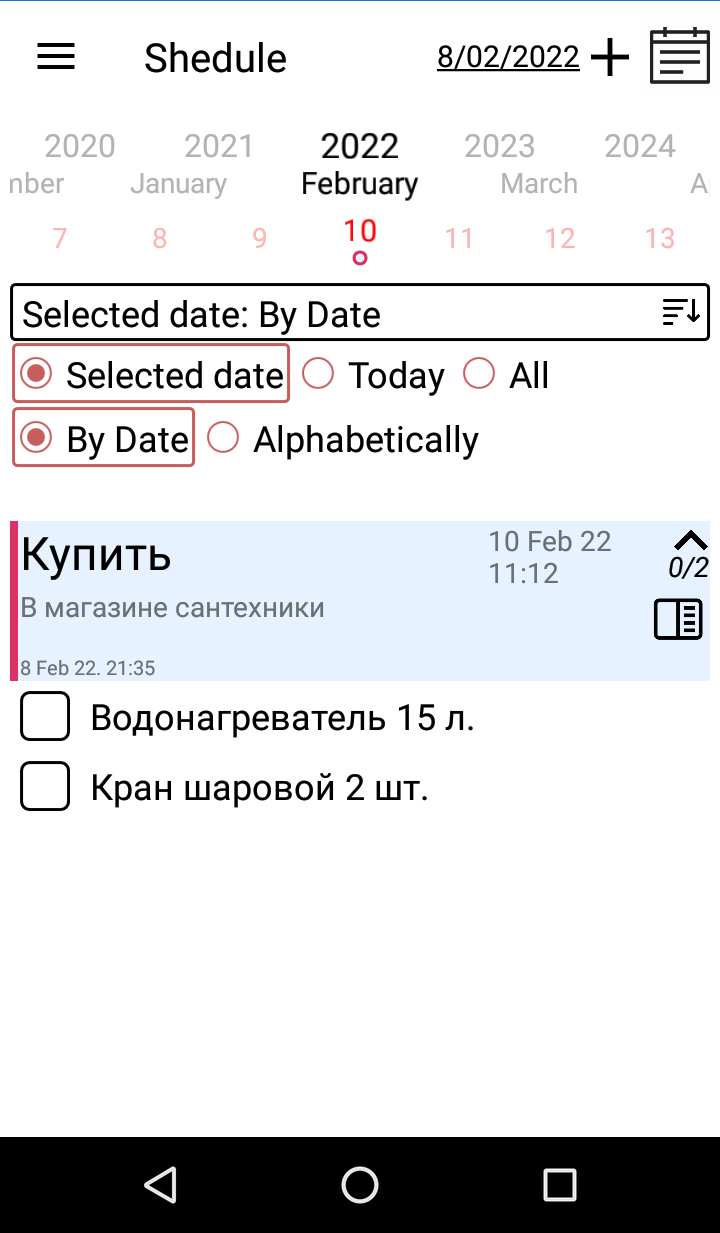 Shedule 8/02/2022
2020 2021 2022 2023 2024
mber January February March A
7 8 9 10 11 12 13
Selected date: By Date
Selected date Today All
By Date Alphabetically
Купить 10 Feb 22
11:12 0/2
В магазине сантехники
8 Feb 22. 21:35
Водонагреватель 15 л.
Кран шаровой 2 шт.